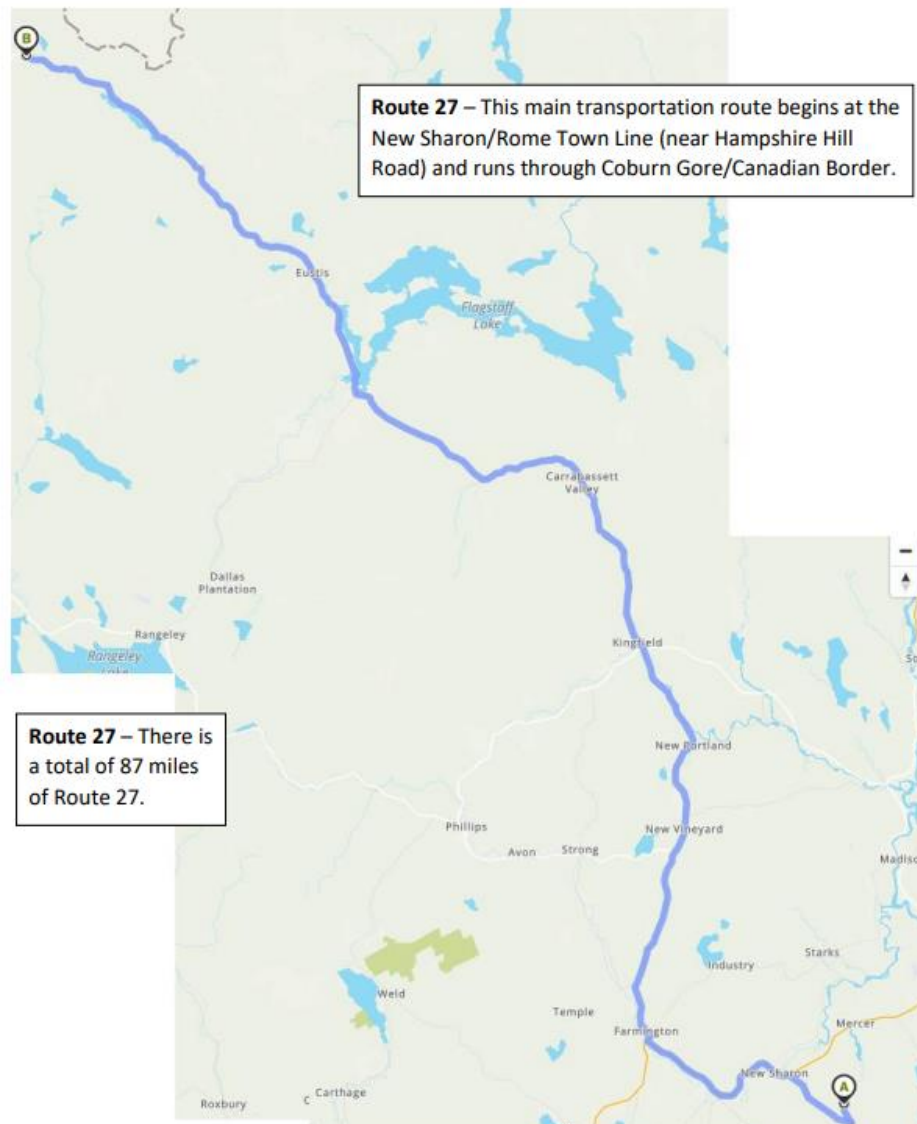 B
Route 27 – This main transportation route begins at the
New Sharon/Rome Town Line (near Hampshire Hill
Road) and runs through Coburn Gore/Canadian Border.
Eustis
Flagstaff
Lake
Carrabassett
Valley
Dallas
Plantation
Rangeley
Rangeley
Lake
Kingfield
So
Route 27 – There is
a total of 87 miles
of Route 27.
New Portland
New Vineyard
Phillips
Avon
Strong
Madiso
Industry
Starks
Weld
Temple
Farmington
Mercer
New Sharon
A
Carthage
C
Roxbury